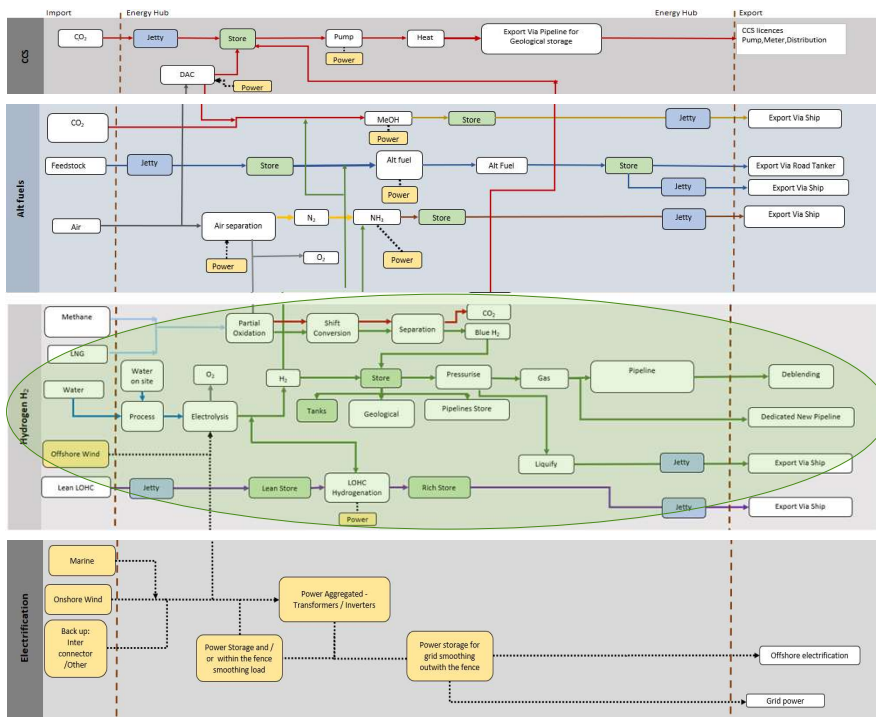 Import
Energy Hub
Energy Hub
Export
CCS
CO₂
Jetty
Store
Pump
Heat
Export Via Pipeline for
Geological storage
CCS licences
Pump,Meter,Distribution
Power
DAC
Power
Alt fuels
CO₂
MeOH
Store
Jetty
Export Via Ship
Power
Feedstock
Jetty
Store
Alt fuel
Alt Fuel
Store
Export Via Road Tanker
Jetty
Export Via Ship
Power
Air
Air separation
N₂
NH₃
Store
Jetty
Export Via Ship
Power
O₂
Power
Hydrogen H₂
Methane
Partial
Oxidation
Shift
Conversion
Separation
CO₂
Blue H₂
LNG
Water
Water
on site
O₂
H₂
Store
Pressurise
Gas
Pipeline
Deblending
Process
Electrolysis
Tanks
Geological
Pipelines Store
Dedicated New Pipeline
Offshore Wind
Liquify
Jetty
Export Via Ship
Lean LOHC
Jetty
Lean Store
LOHC
Hydrogenation
Rich Store
Jetty
Export Via Ship
Power
Electrification
Marine
Onshore Wind
Power Aggregated -
Transformers / Inverters
Back up:
Inter
connector
/Other
Power Storage and /
or within the fence
smoothing load
Power storage for
grid smoothing
outwith the fence
Offshore electrification
Grid power